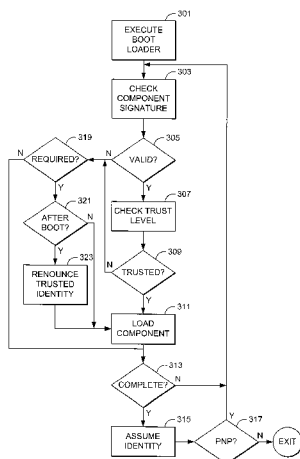 301
EXECUTE
BOOT
LOADER
303
CHECK
COMPONENT
SIGNATURE
319
305
N
REQUIRED?
N
VALID?
Y
Y
321
307
AFTER
BOOT?
N
CHECK TRUST
LEVEL
Y
323
309
RENOUNCE
TRUSTED
IDENTITY
N
TRUSTED?
Y
311
LOAD
COMPONENT
313
COMPLETE?
N
Y
315
Y
317
ASSUME
IDENTITY
PNP?
N
EXIT